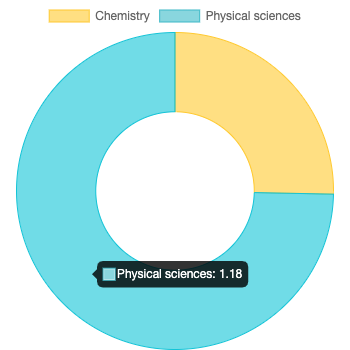 Chemistry Physical sciences
Physical sciences: 1.18